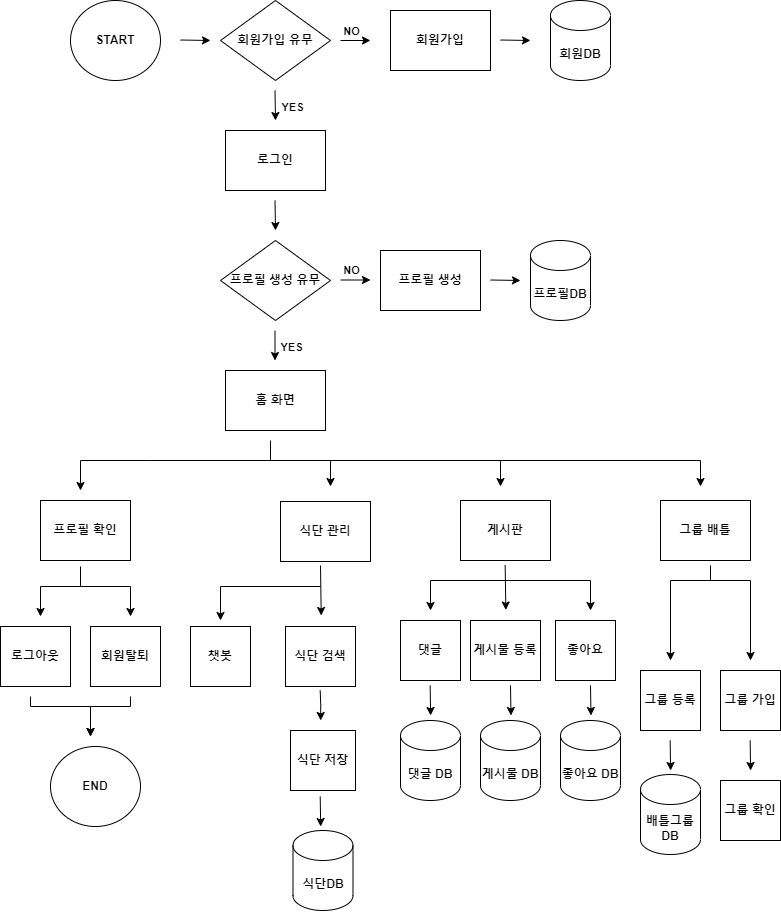 START
회원가입 유무
NO
회원가입
회원DB
YES
로그인
프로필 생성 유무
NO
프로필 생성
프로필DB
YES
홈 화면
프로필 확인
식단 관리
게시판
그룹 배틀
로그아웃
회원탈퇴
챗봇
식단 검색
댓글
게시물 등록
좋아요
그룹 등록
그룹 가입
END
식단 저장
댓글 DB
게시물 DB
좋아요 DB
배틀그룹
DB
그룹 확인
식단DB